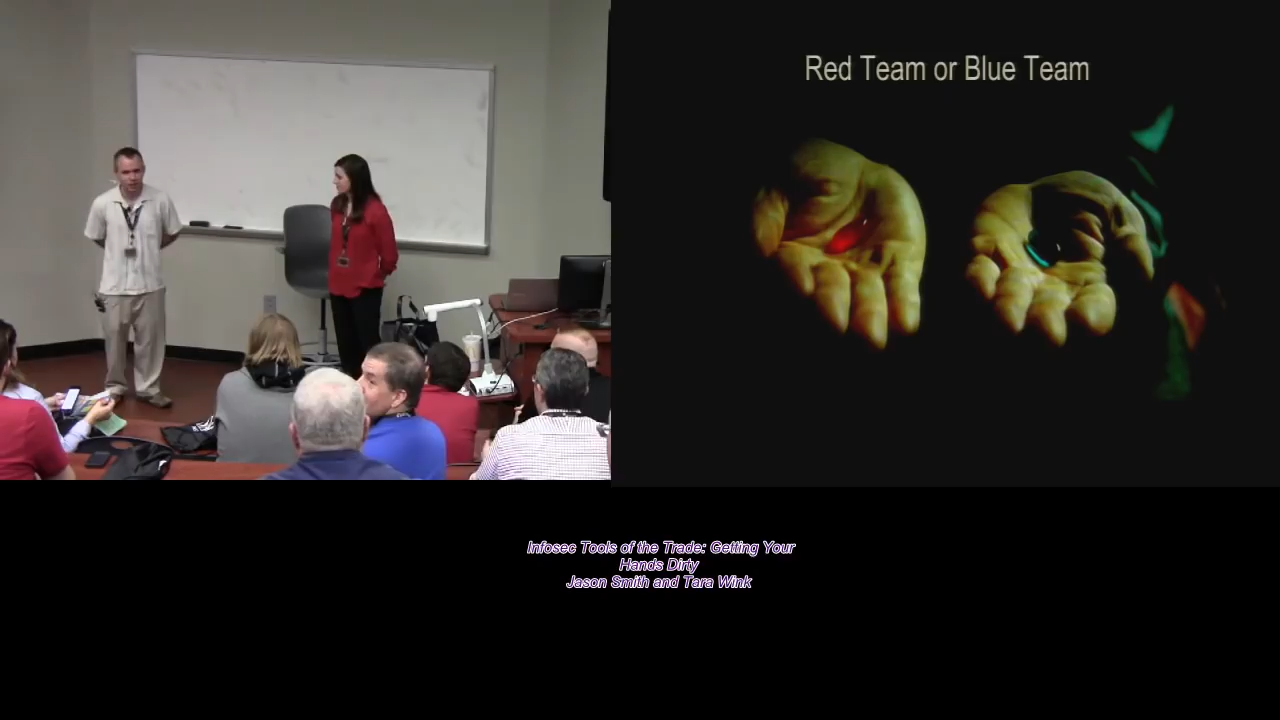 Red Team or Blue Team
Infosec Tools of the Trade: Getting Your
Hands Dirty
Jason Smith and Tara Wink